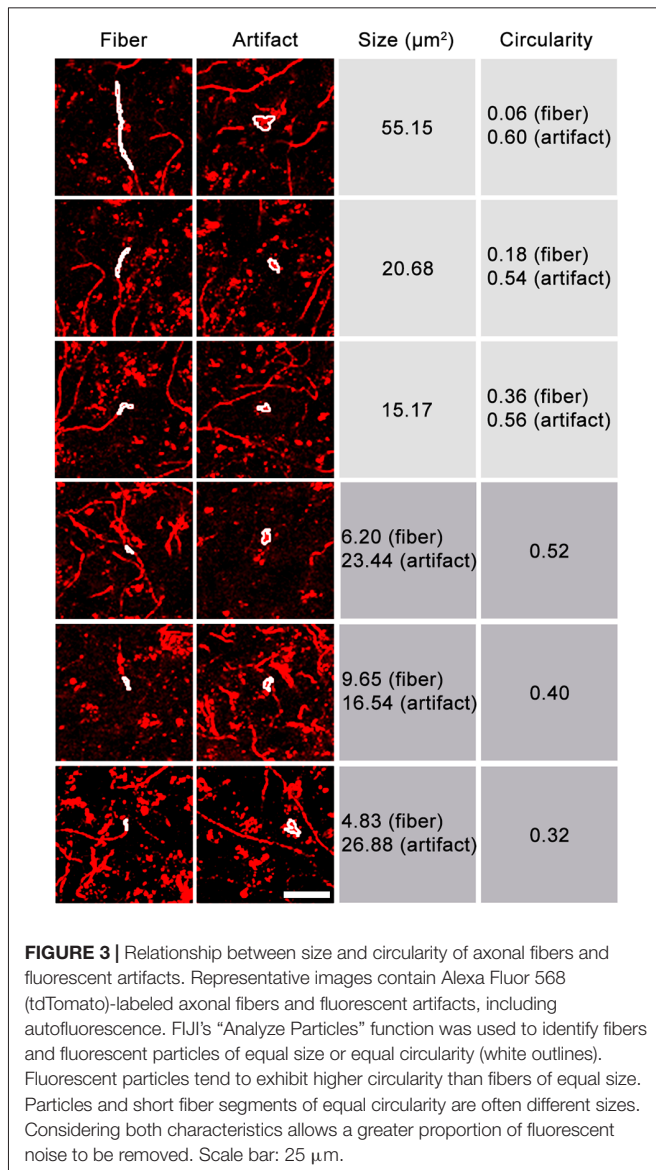 Fiber Artifact Size (μm²) Circularity
55.15
0.06 (fiber)
0.60 (artifact)
20.68
0.18 (fiber)
0.54 (artifact)
15.17
0.36 (fiber)
0.56 (artifact)
6.20 (fiber)
23.44 (artifact)
0.52
9.65 (fiber)
16.54 (artifact)
0.40
4.83 (fiber)
26.88 (artifact)
0.32
FIGURE 3 | Relationship between size and circularity of axonal fibers and
fluorescent artifacts. Representative images contain Alexa Fluor 568
(tdTomato)-labeled axonal fibers and fluorescent artifacts, including
autofluorescence. FIJI's “Analyze Particles” function was used to identify fibers
and fluorescent particles of equal size or equal circularity (white outlines).
Fluorescent particles tend to exhibit higher circularity than fibers of equal size.
Particles and short fiber segments of equal circularity are often different sizes.
Considering both characteristics allows a greater proportion of fluorescent
noise to be removed. Scale bar: 25 μm.